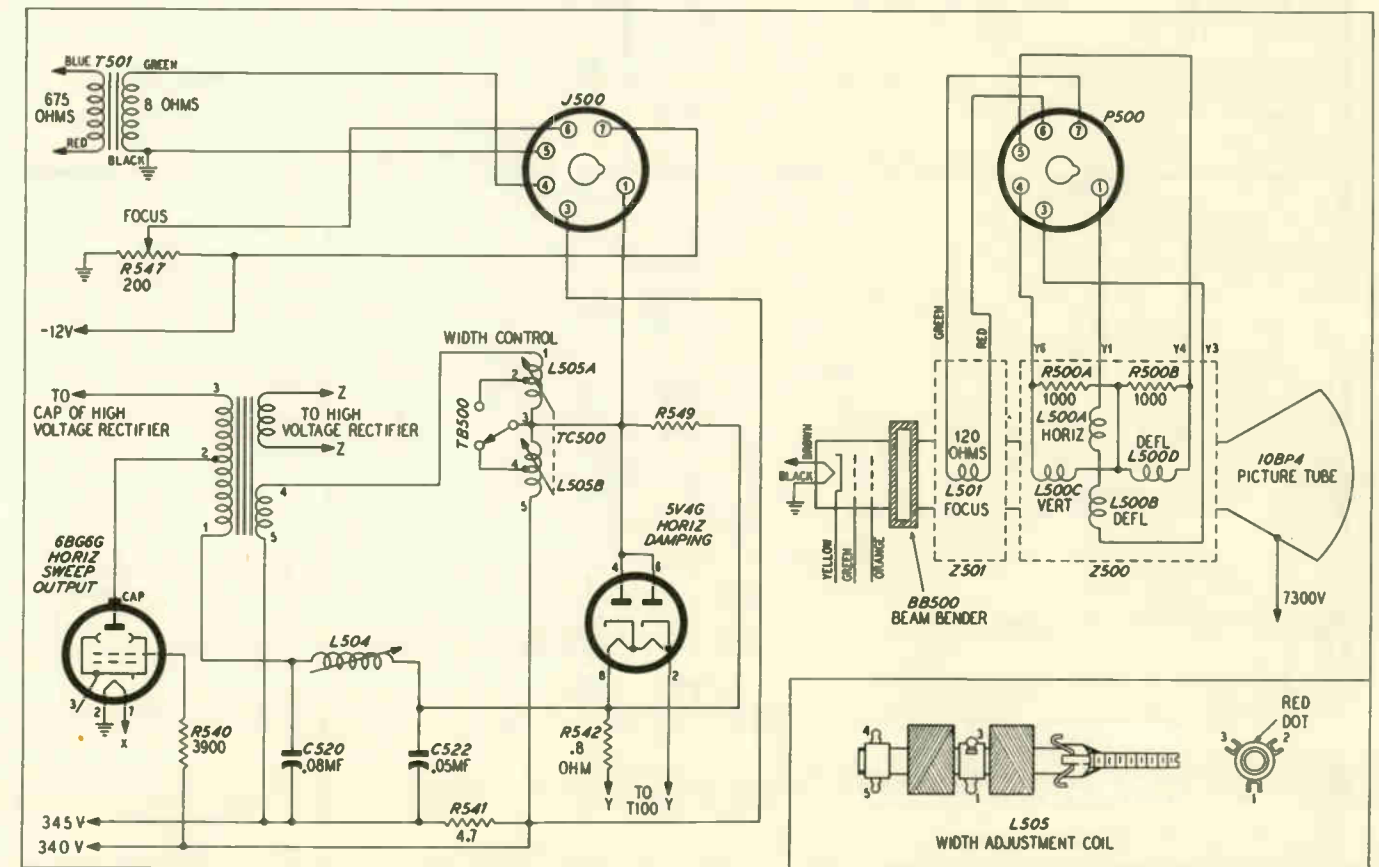 BLUE T501 GREEN
675 OHMS
8 OHMS
RED
BLACK
FOCUS
R547
200
-12V
J500
6 7
5
4 1
3
WIDTH CONTROL
1
L505A
2
TB500
3
TC500
4
L505B
5
R549
TO
CAP OF HIGH
VOLTAGE RECTIFIER
3
2
1
4
5
Z
TO HIGH
VOLTAGE RECTIFIER
Z
6BG6G
HORIZ
SWEEP
OUTPUT
CAP
3
2 7
X
R540
3900
L504
C520
.08MF
C522
.05MF
5V4G
HORIZ
DAMPING
4 6
8 2
R542
.8
OHM
Y TO Y
T100
R541
4.7
345V
340V
P500
6 7
5
4 1
3
GREEN
RED
Y6 Y1 Y4 Y3
R500A
1000
R500B
1000
L500A
HORIZ
DEFL
L500D
L500C
VERT
L500B
DEFL
120
OHMS
L501
FOCUS
BROWN
BLACK
YELLOW
GREEN
ORANGE
BB500
BEAM BENDER
Z501
Z500
10BP4
PICTURE TUBE
7300V
4
5
3
1
RED
DOT
3 2
1
L505
WIDTH ADJUSTMENT COIL